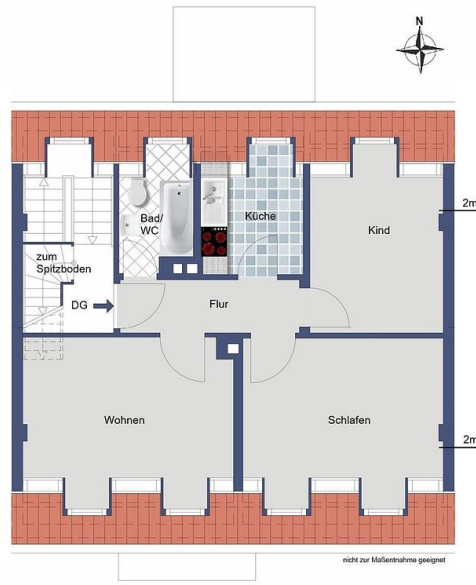 N
Bad/
WC
Küche
Kind
2m
zum
Spitzboden
DG
Flur
Wohnen
Schlafen
2m
nicht zur Maßentnahme geeignet